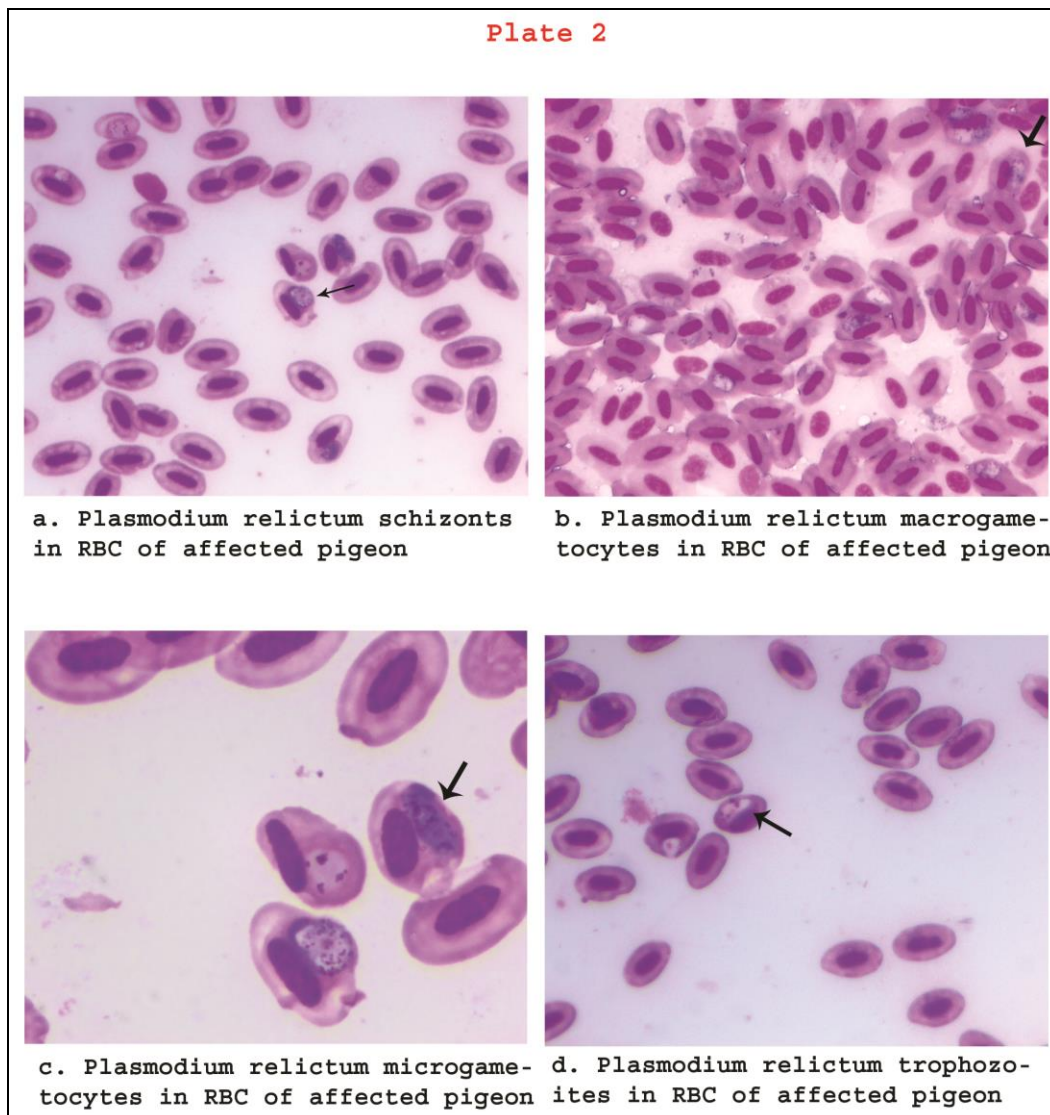 Plate 2
a. Plasmodium relictum schizonts
in RBC of affected pigeon
b. Plasmodium relictum macrogame-
tocytes in RBC of affected pigeon
c. Plasmodium relictum microgame-
tocytes in RBC of affected pigeon
d. Plasmodium relictum trophozo-
ites in RBC of affected pigeon